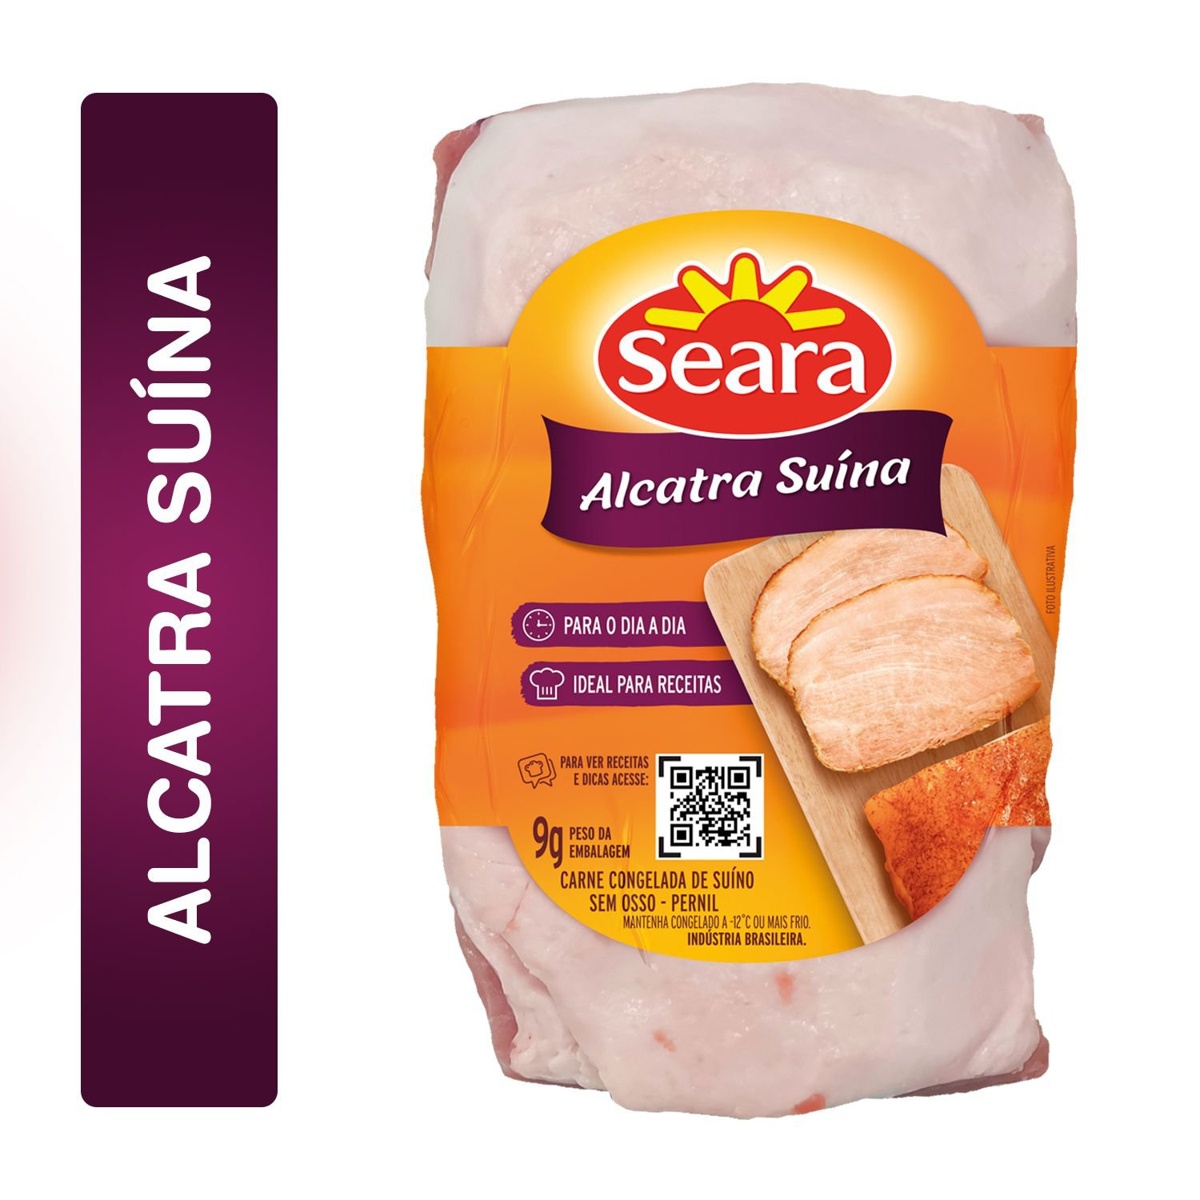 ALCATRA SUÍNA
Seara
Alcatra Suína
PARA O DIA A DIA
IDEAL PARA RECEITAS
PARA VER RECEITAS
E DICAS ACESSE:
9g PESO DA
EMBALAGEM
CARNE CONGELADA DE SUÍNO
SEM OSSO - PERNIL
MANTENHA CONGELADO A -12°C OU MAIS FRIO.
INDÚSTRIA BRASILEIRA.
FOTO ILUSTRATIVA